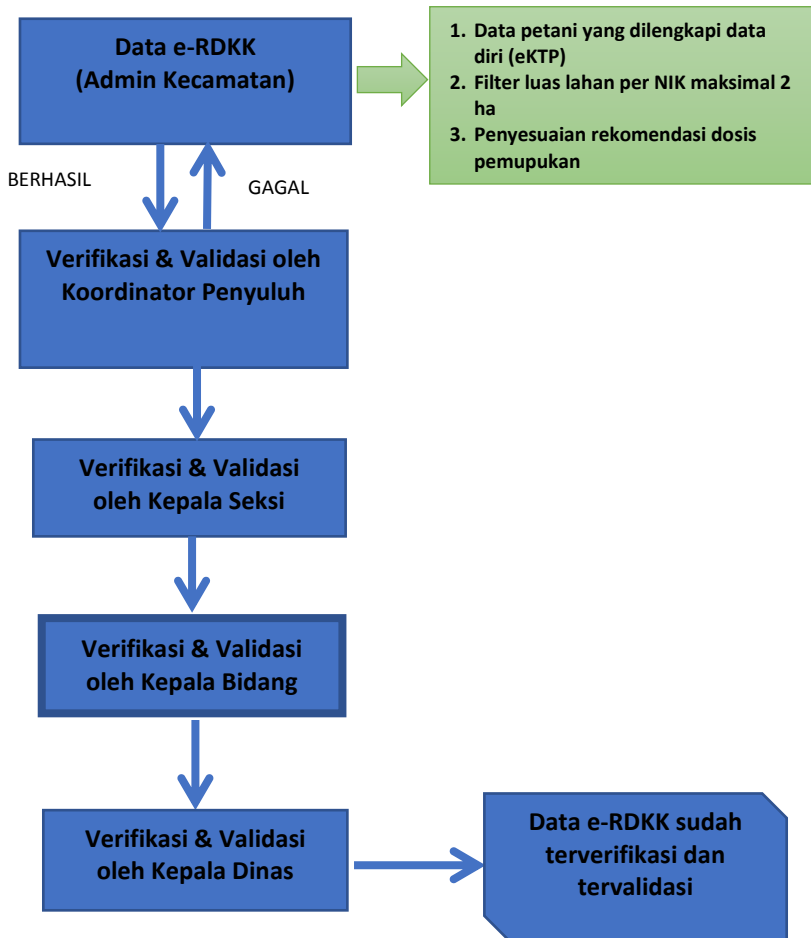 Data e-RDKK
(Admin Kecamatan)
1. Data petani yang dilengkapi data
diri (eKTP)
2. Filter luas lahan per NIK maksimal 2
ha
3. Penyesuaian rekomendasi dosis
pemupukan
BERHASIL
GAGAL
Verifikasi & Validasi oleh
Koordinator Penyuluh
Verifikasi & Validasi
oleh Kepala Seksi
Verifikasi & Validasi
oleh Kepala Bidang
Verifikasi & Validasi
oleh Kepala Dinas
Data e-RDKK sudah
terverifikasi dan
tervalidasi